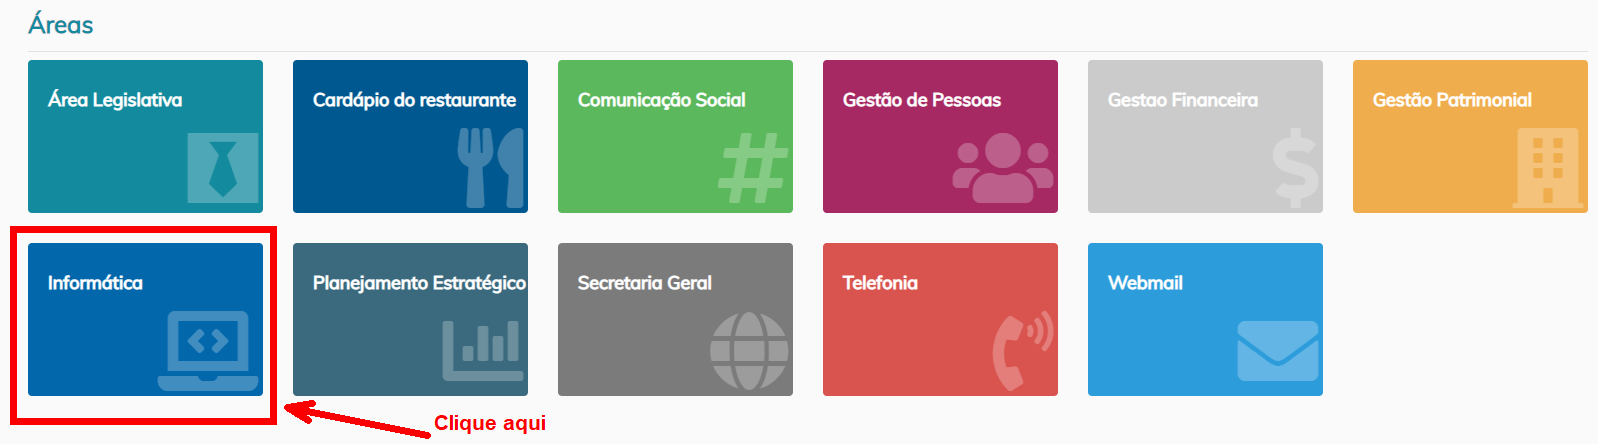 Áreas
Área Legislativa
Cardápio do restaurante
Comunicação Social
Gestão de Pessoas
Gestao Financeira
Gestão Patrimonial
Informática
Planejamento Estratégico
Secretaria Geral
Telefonia
Webmail
Clique aqui